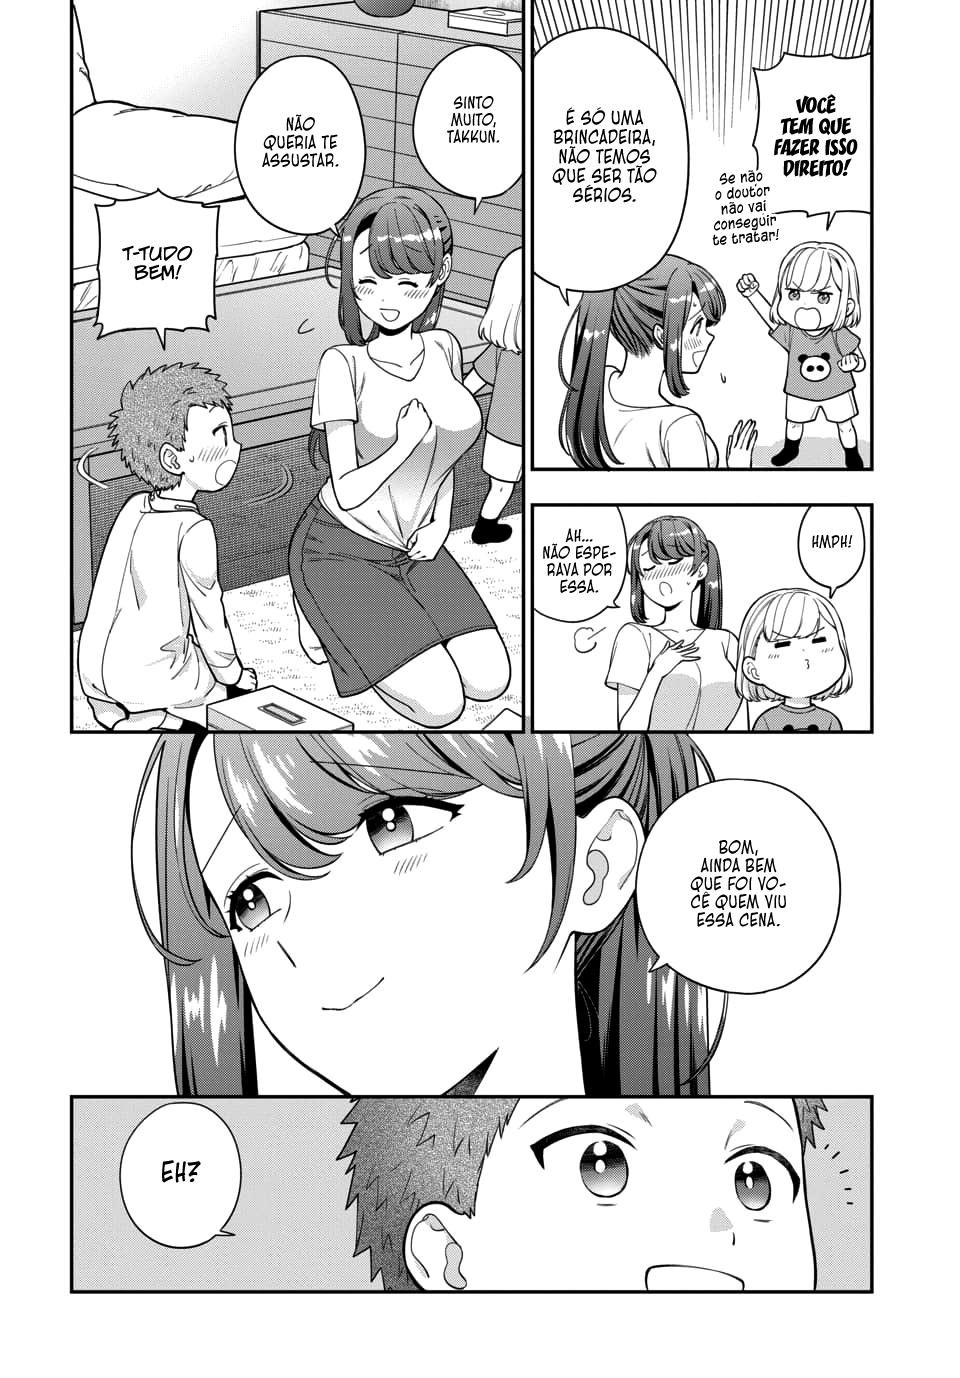 VOCÊ
TEM QUE
FAZER ISSO
DIREITO!
Se não
o doutor
não vai
conseguir
te tratar!
É SÓ UMA
BRINCADEIRA,
NÃO TEMOS
QUE SER TÃO
SÉRIOS.
SINTO
MUITO,
TAKKUN.
NÃO
QUERIA TE
ASSUSTAR.
T-TUDO
BEM!
HMPH!
AH...
NÃO ESPE-
RAVA POR
ESSA.
BOM,
AINDA BEM
QUE FOI VO-
CÊ QUEM VIU
ESSA CENA.
EH?